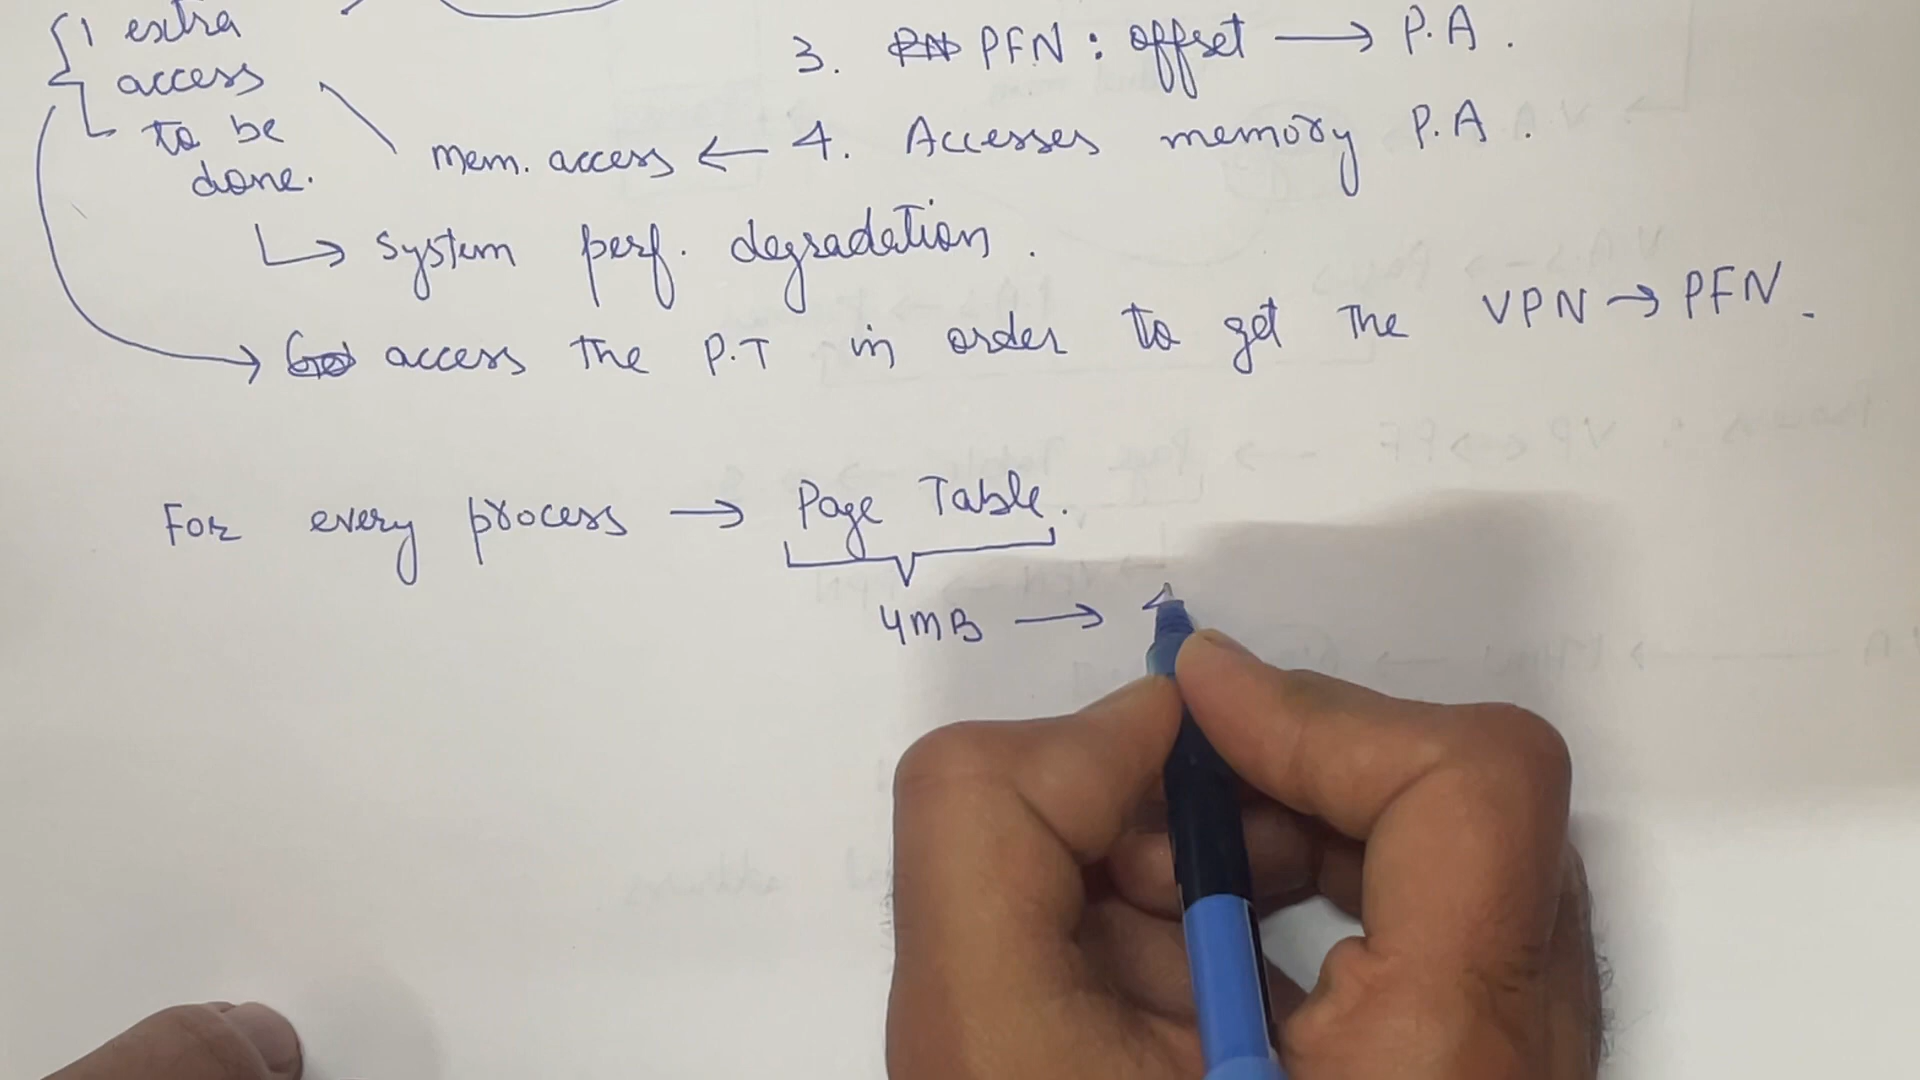 1 extra
access
to be
done.
3. PFN : offset → P.A.
mem. access ← 4. Accesses memory P.A.
↳ system perf. degradation.
→ access the P.T in order to get the VPN → PFN.
For every process → Page Table.
4MB →